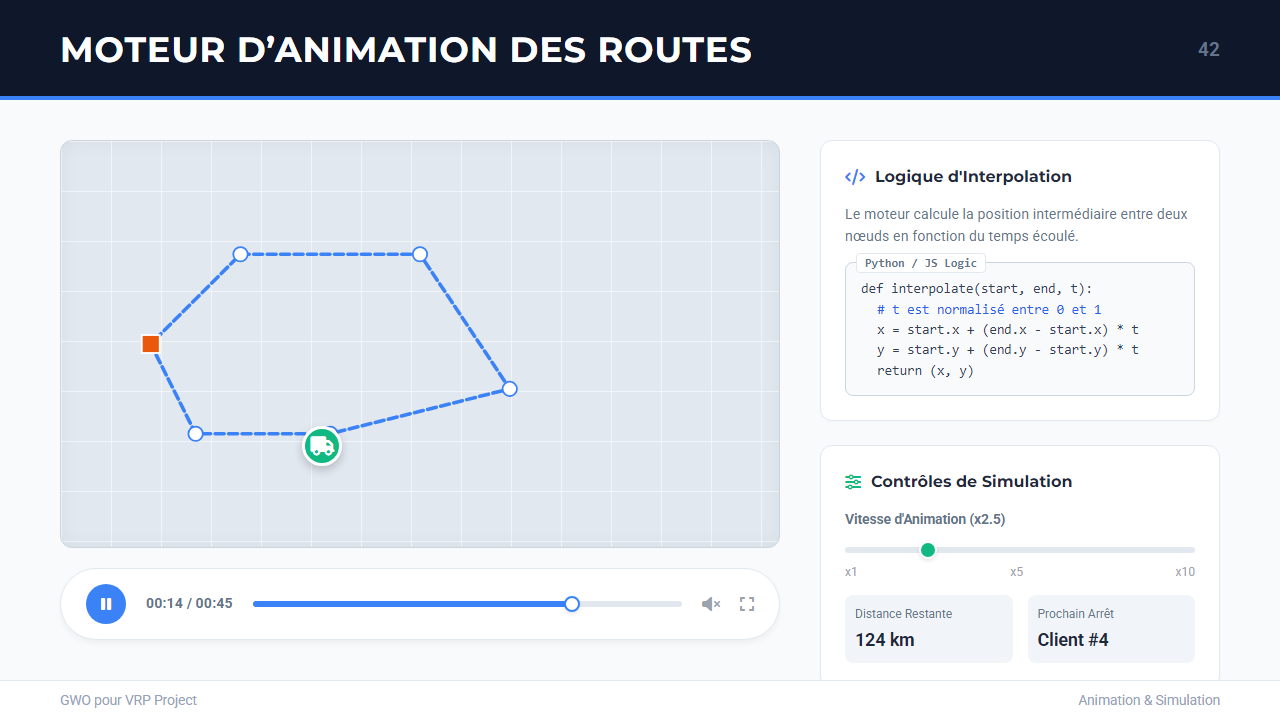 MOTEUR D’ANIMATION DES ROUTES
42
00:14 / 00:45
Logique d'Interpolation
Le moteur calcule la position intermédiaire entre deux
nœuds en fonction du temps écoulé.
Python / JS Logic
def interpolate(start, end, t):
# t est normalisé entre 0 et 1
x = start.x + (end.x - start.x) * t
y = start.y + (end.y - start.y) * t
return (x, y)
Contrôles de Simulation
Vitesse d'Animation (x2.5)
x1 x5 x10
Distance Restante
124 km
Prochain Arrêt
Client #4
GWO pour VRP Project
Animation & Simulation